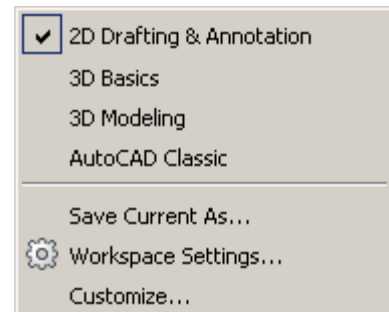 2D Drafting & Annotation
3D Basics
3D Modeling
AutoCAD Classic
Save Current As...
Workspace Settings...
Customize...